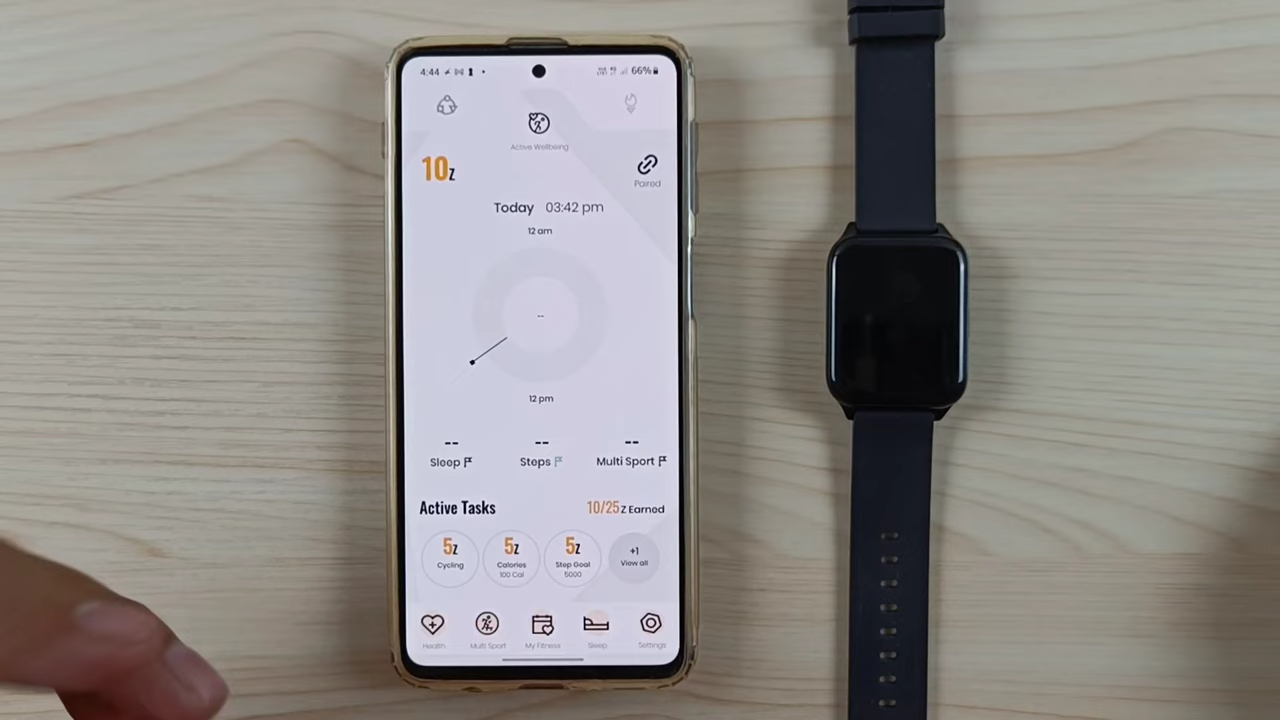 4:44
66%
Active Wellbeing
10z
Paired
Today 03:42 pm
12 am
--
12 pm
-- -- --
Sleep Steps Multi Sport
Active Tasks 10/25 Z Earned
5z 5z 5z +1
Cycling Calories Step Goal View all
100 Cal 5000
Health Multi Sport My Fitness Sleep Settings